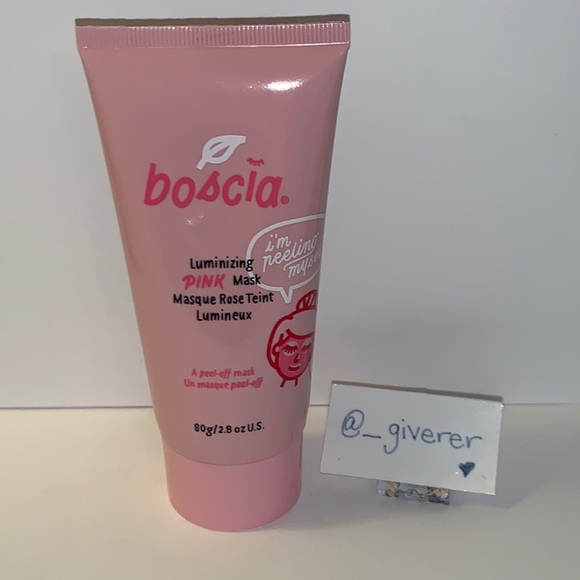 boscia®
Luminizing
PINK Mask
Masque Rose Teint
Lumineux
i'm
peeling
A peel-off mask
Un masque peel-off
80g/2.8 oz U.S.
@_giverer